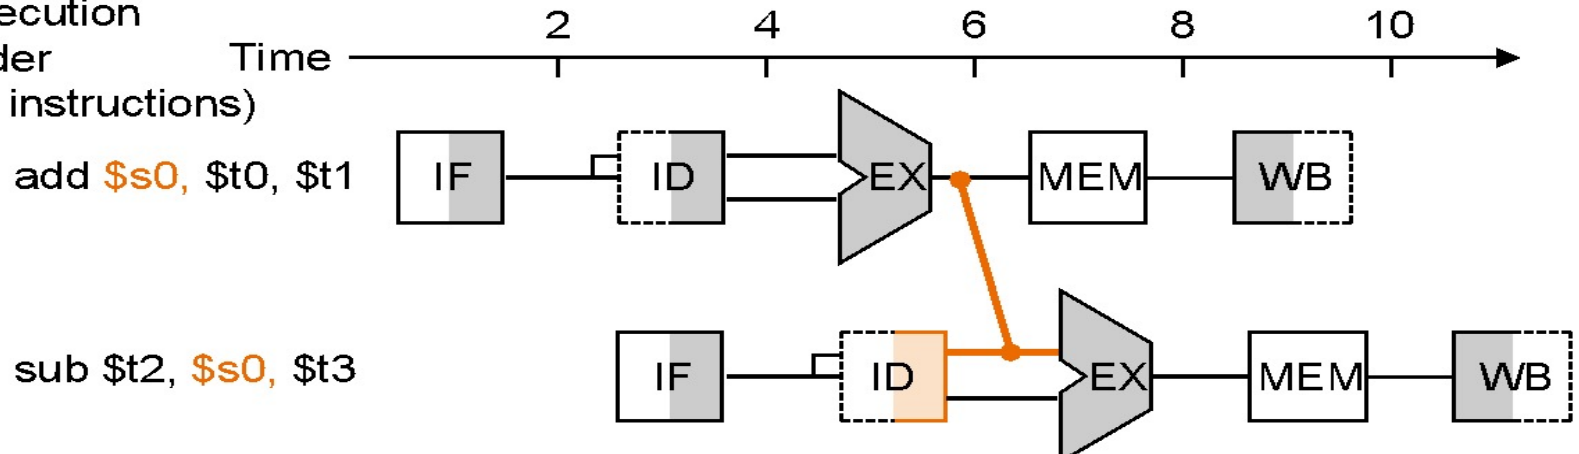 ecution
der Time 2 4 6 8 10
instructions)
add $s0, $t0, $t1 IF ID EX MEM WB
sub $t2, $s0, $t3 IF ID EX MEM WB